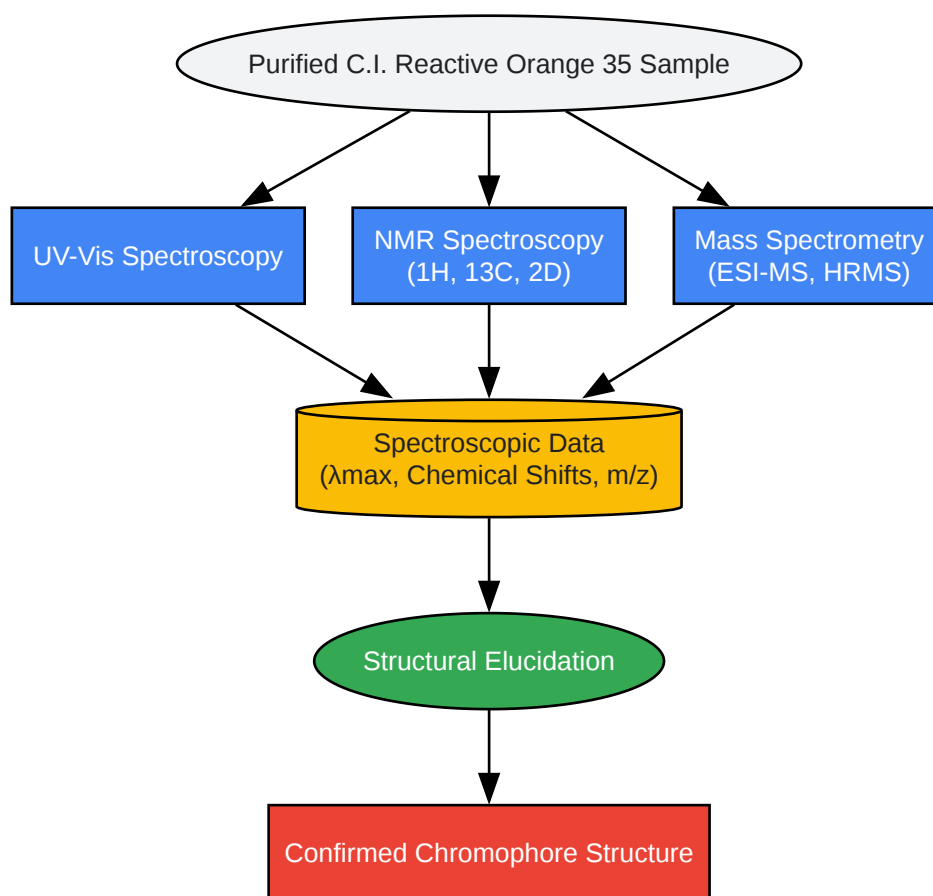 Purified C.I. Reactive Orange 35 Sample
UV-Vis Spectroscopy
NMR Spectroscopy
(1H, 13C, 2D)
Mass Spectrometry
(ESI-MS, HRMS)
Spectroscopic Data
(λmax, Chemical Shifts, m/z)
Structural Elucidation
Confirmed Chromophore Structure